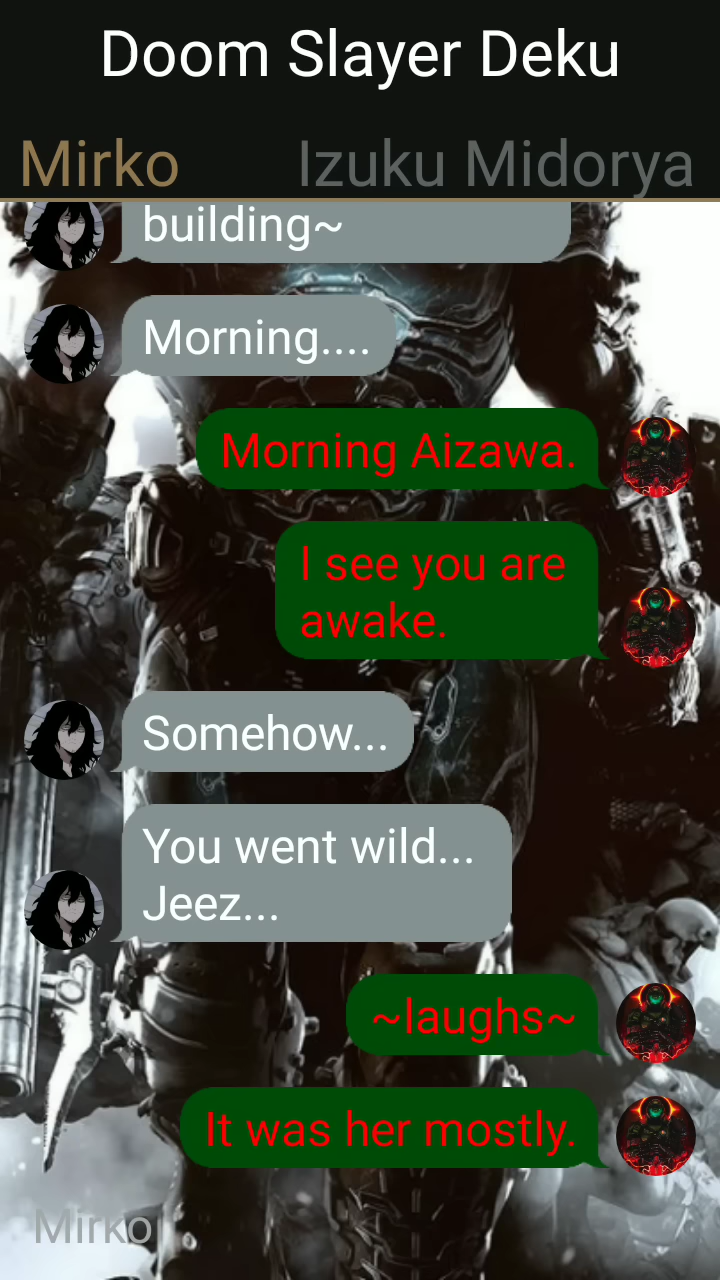 Doom Slayer Deku
Mirko
Izuku Midorya
building~
Morning....
Morning Aizawa.
I see you are
awake.
Somehow...
You went wild...
Jeez...
~laughs~
It was her mostly.
Mirko